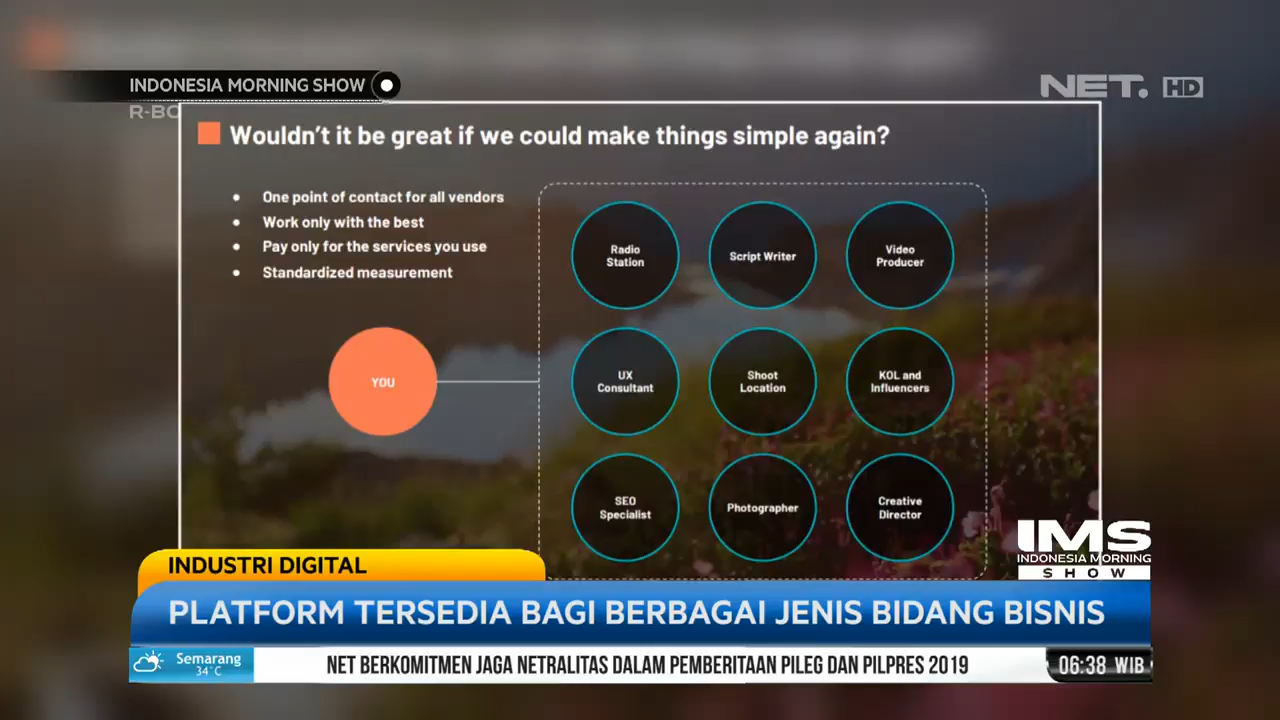 INDONESIA MORNING SHOW
NET. HD
R-BO
Wouldn't it be great if we could make things simple again?
• One point of contact for all vendors
• Work only with the best
• Pay only for the services you use
• Standardized measurement
YOU
Radio
Station
Script Writer
Video
Producer
UX
Consultant
Shoot
Location
KOL and
Influencers
SEO
Specialist
Photographer
Creative
Director
IMS
INDONESIA MORNING
SHOW
INDUSTRI DIGITAL
PLATFORM TERSEDIA BAGI BERBAGAI JENIS BIDANG BISNIS
Semarang
34°C
NET BERKOMITMEN JAGA NETRALITAS DALAM PEMBERITAAN PILEG DAN PILPRES 2019
06:38 WIB